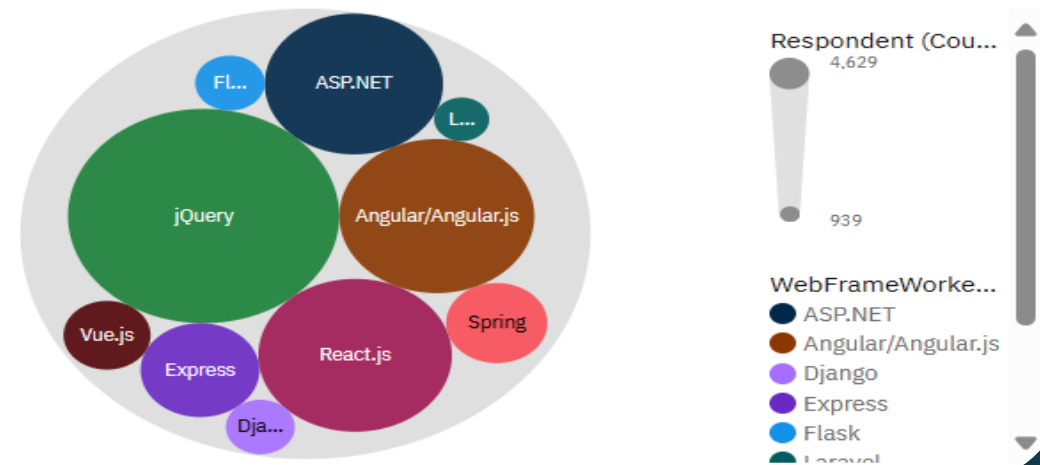 Fl...
ASP.NET
L...
jQuery
Angular/Angular.js
Vue.js
Express
React.js
Spring
Dja...
Respondent (Cou...
4,629
939
WebFrameWorke...
ASP.NET
Angular/Angular.js
Django
Express
Flask
Laravel